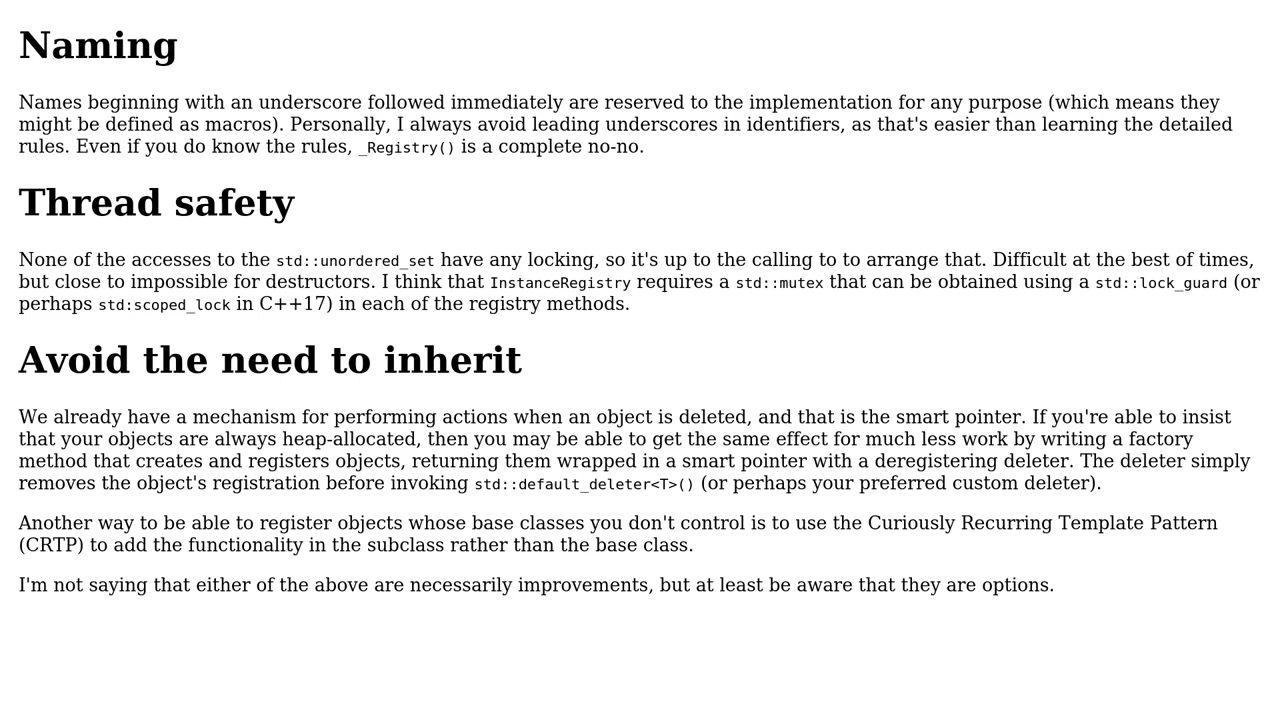 Naming
Names beginning with an underscore followed immediately are reserved to the implementation for any purpose (which means they
might be defined as macros). Personally, I always avoid leading underscores in identifiers, as that's easier than learning the detailed
rules. Even if you do know the rules, _Registry() is a complete no-no.
Thread safety
None of the accesses to the std::unordered_set have any locking, so it's up to the calling to to arrange that. Difficult at the best of times,
but close to impossible for destructors. I think that InstanceRegistry requires a std::mutex that can be obtained using a std::lock_guard (or
perhaps std:scoped_lock in C++17) in each of the registry methods.
Avoid the need to inherit
We already have a mechanism for performing actions when an object is deleted, and that is the smart pointer. If you're able to insist
that your objects are always heap-allocated, then you may be able to get the same effect for much less work by writing a factory
method that creates and registers objects, returning them wrapped in a smart pointer with a deregistering deleter. The deleter simply
removes the object's registration before invoking std::default_deleter<T>() (or perhaps your preferred custom deleter).
Another way to be able to register objects whose base classes you don't control is to use the Curiously Recurring Template Pattern
(CRTP) to add the functionality in the subclass rather than the base class.
I'm not saying that either of the above are necessarily improvements, but at least be aware that they are options.